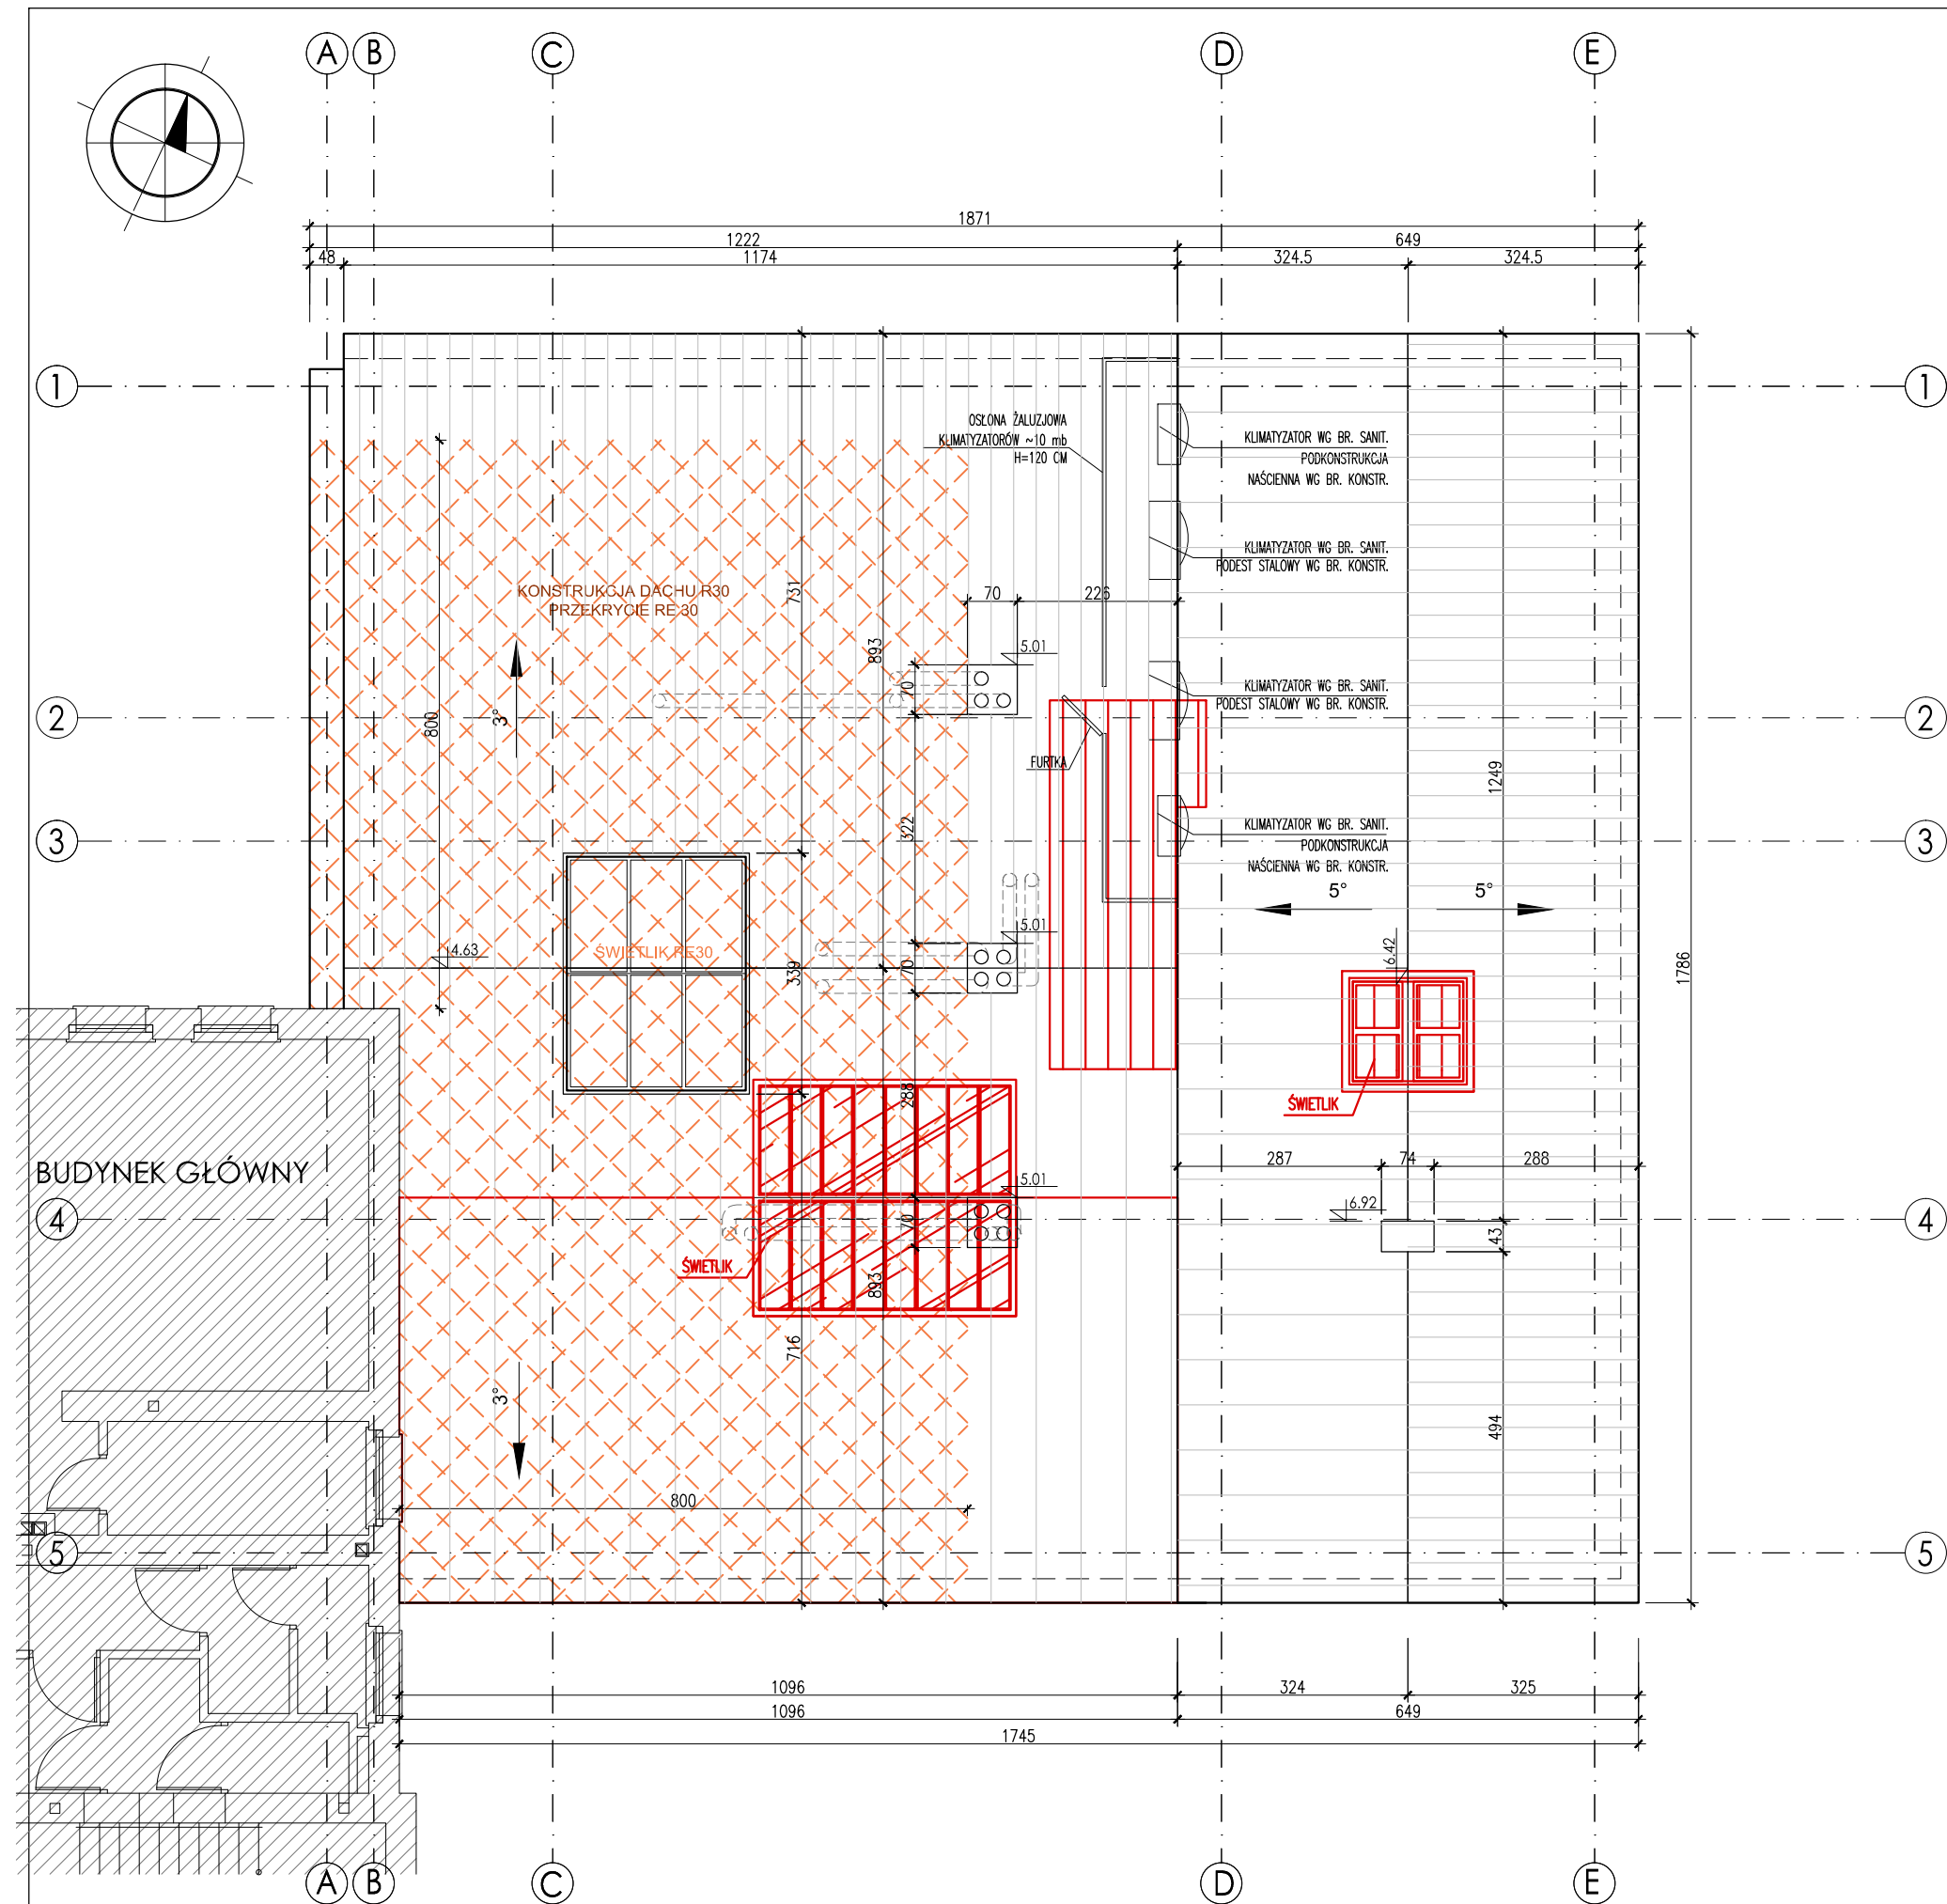 A B C D E
1871
1222 649
48 1174 324.5 324.5
1 1
OSŁONA ŻALUZJOWA
KLIMATYZATORÓW ~10 mb
H=120 CM
KLIMATYZATOR WG BR. SANIT.
PODKONSTRUKCJA
NAŚCIENNA WG BR. KONSTR.
KLIMATYZATOR WG BR. SANIT.
PODEST STALOWY WG BR. KONSTR.
KONSTRUKCJA DACHU R30
PRZEKRYCIE RE 30
731
70 226
893
5.01
70
KLIMATYZATOR WG BR. SANIT.
PODEST STALOWY WG BR. KONSTR.
800
3°
2 2
FURTKA
1249
322
3 3
KLIMATYZATOR WG BR. SANIT.
PODKONSTRUKCJA
NAŚCIENNA WG BR. KONSTR.
5° 5°
5.01
4.63
ŚWIETLIK RE30
339
70
6.42
1786
288
ŚWIETLIK
BUDYNEK GŁÓWNY
287 74 288
5.01
6.92
4 4
70
43
ŚWIETLIK
893
716
3°
494
800
5 5
1096 324 325
1096 649
1745
A B C D E